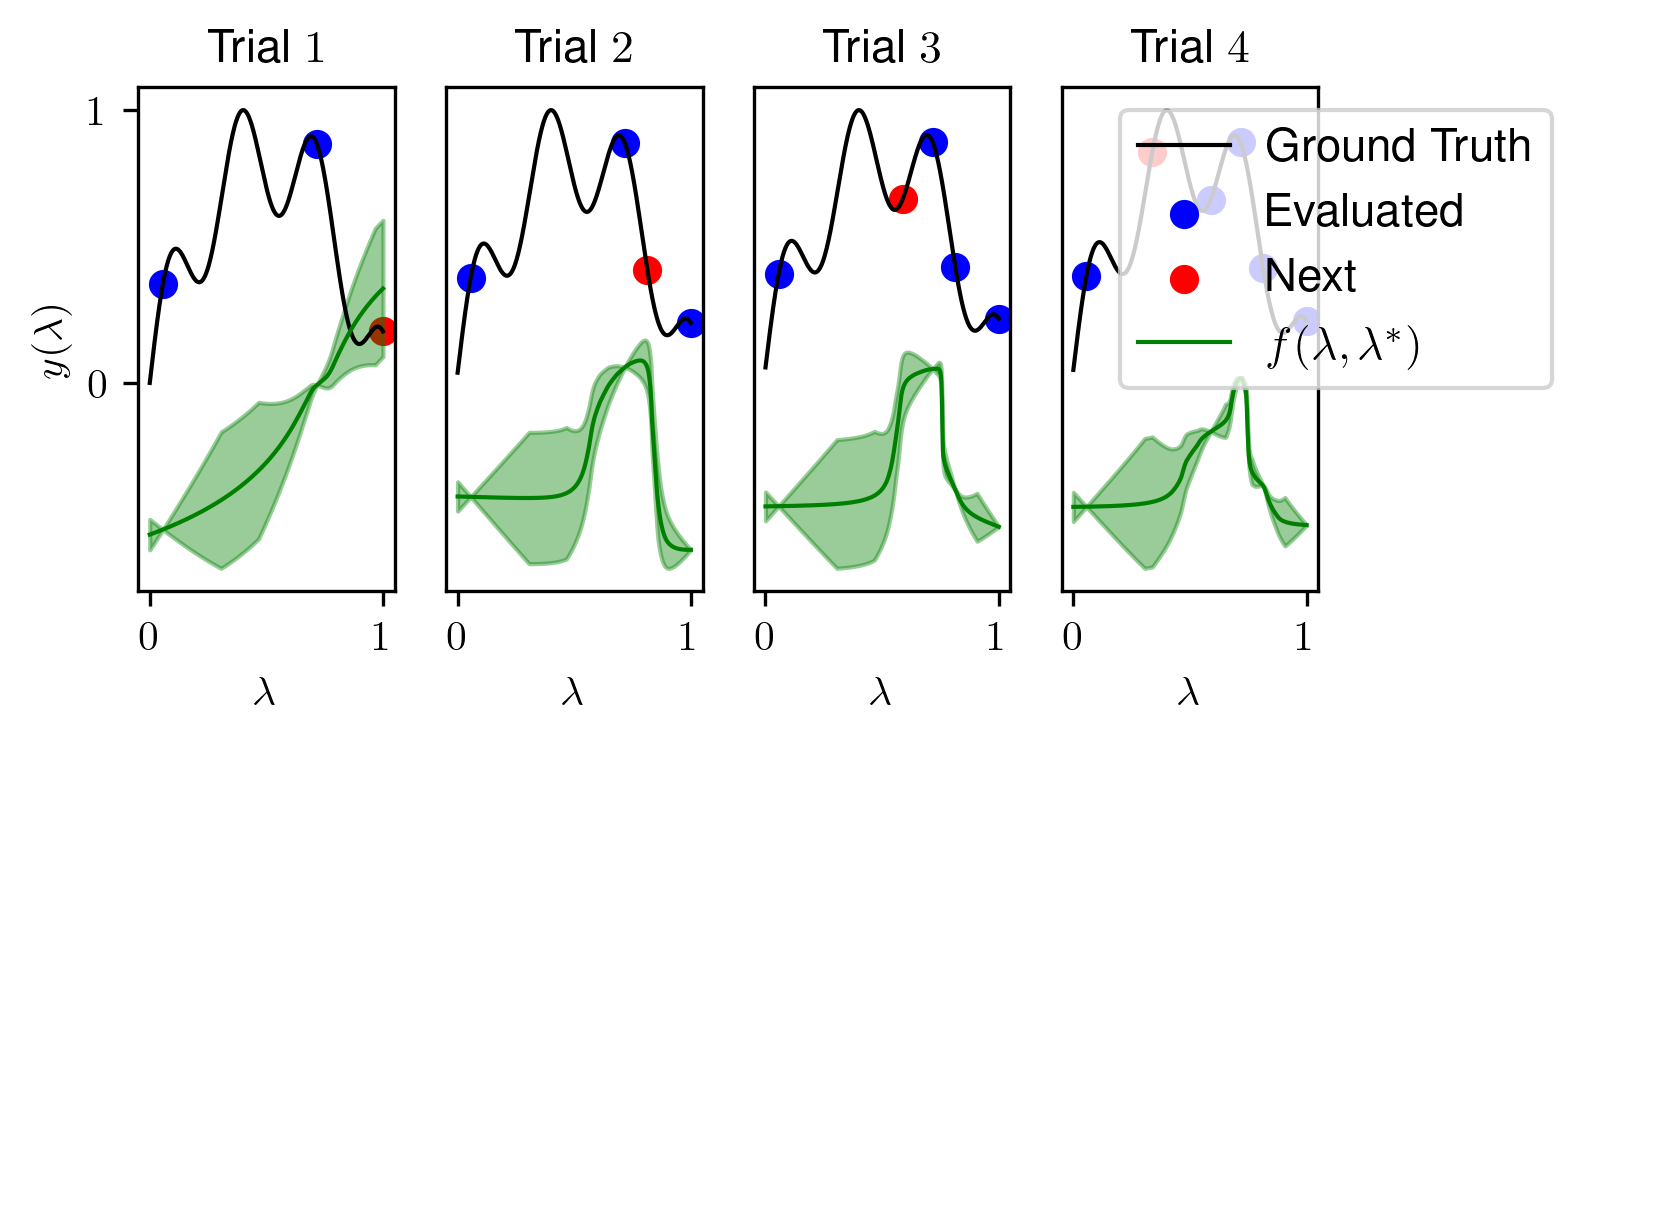 Trial 1 Trial 2 Trial 3 Trial 4
1
Ground Truth
Evaluated
Next
f(λ, λ*)
y(λ)
0
0 1 0 1 0 1 0 1
λ λ λ λ